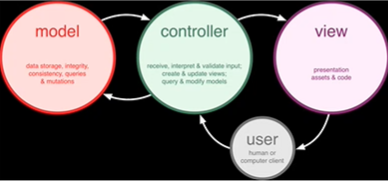 model
data storage, integrity,
consistency, queries
& mutations
controller
receive, interpret & validate input;
create & update views;
query & modify models
view
presentation
assets & code
user
human or
computer client